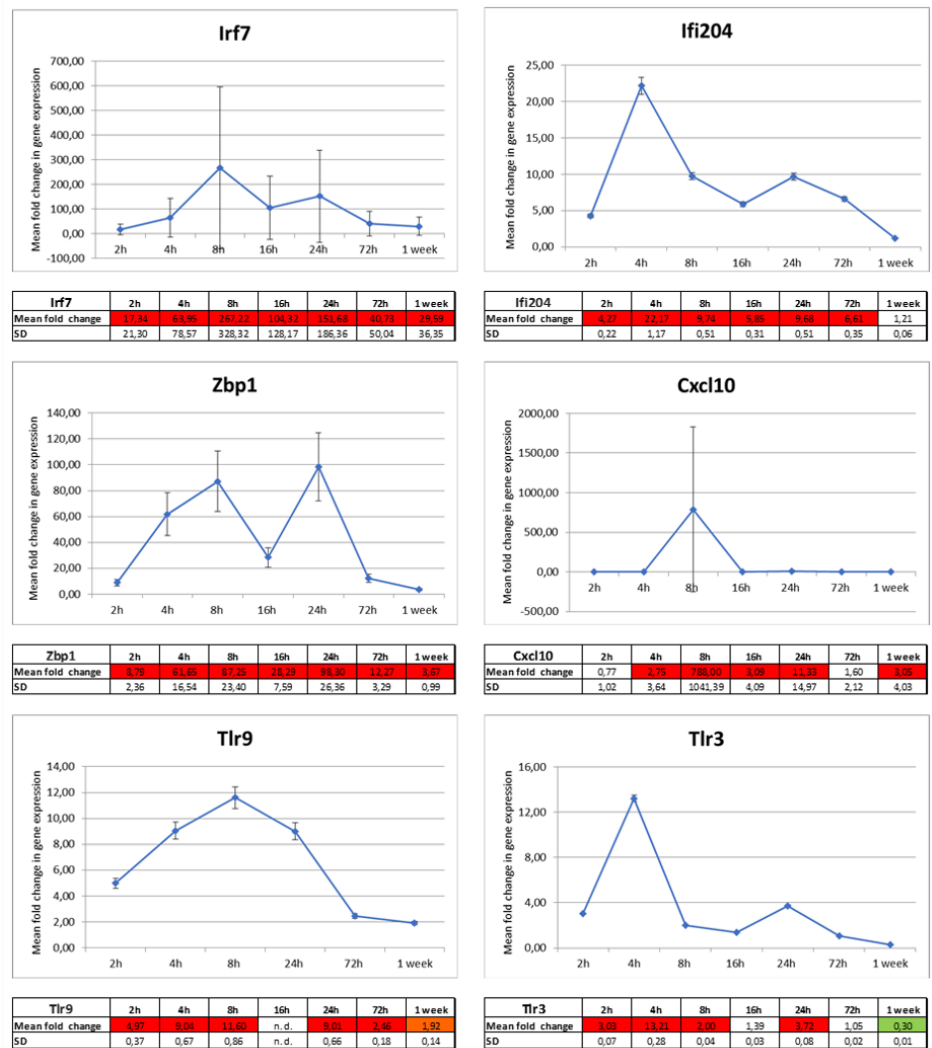 Irf7
Mean fold change in gene expression
700,00
600,00
500,00
400,00
300,00
200,00
100,00
0,00
-100,00
2h 4h 8h 16h 24h 72h 1 week
Irf7 2h 4h 8h 16h 24h 72h 1 week
Mean fold change 17,34 63,95 267,22 104,32 151,68 40,73 29,59
SD 21,30 78,57 328,32 128,17 186,36 50,04 36,35
Ifi204
Mean fold change in gene expression
25,00
20,00
15,00
10,00
5,00
0,00
2h 4h 8h 16h 24h 72h 1 week
Ifi204 2h 4h 8h 16h 24h 72h 1 week
Mean fold change 4,27 22,17 9,74 5,85 9,68 6,61 1,21
SD 0,22 1,17 0,51 0,31 0,51 0,35 0,06
Zbp1
Mean fold change in gene expression
140,00
120,00
100,00
80,00
60,00
40,00
20,00
0,00
2h 4h 8h 16h 24h 72h 1 week
Zbp1 2h 4h 8h 16h 24h 72h 1 week
Mean fold change 8,79 61,65 87,25 28,29 98,30 12,27 3,67
SD 2,36 16,54 23,40 7,59 26,36 3,29 0,99
Cxcl10
Mean fold change in gene expression
2000,00
1500,00
1000,00
500,00
0,00
-500,00
2h 4h 8h 16h 24h 72h 1 week
Cxcl10 2h 4h 8h 16h 24h 72h 1 week
Mean fold change 0,77 2,75 788,00 3,09 11,33 1,60 3,05
SD 1,02 3,64 1041,39 4,09 14,97 2,12 4,03
Tlr9
Mean fold change in gene expression
14,00
12,00
10,00
8,00
6,00
4,00
2,00
0,00
2h 4h 8h 24h 72h 1 week
Tlr9 2h 4h 8h 16h 24h 72h 1 week
Mean fold change 4,97 9,04 11,60 n.d. 9,01 2,46 1,92
SD 0,37 0,67 0,86 n.d. 0,66 0,18 0,14
Tlr3
Mean fold change in gene expression
16,00
12,00
8,00
4,00
0,00
2h 4h 8h 16h 24h 72h 1 week
Tlr3 2h 4h 8h 16h 24h 72h 1 week
Mean fold change 3,03 13,21 2,00 1,39 3,72 1,05 0,30
SD 0,07 0,28 0,04 0,03 0,08 0,02 0,01